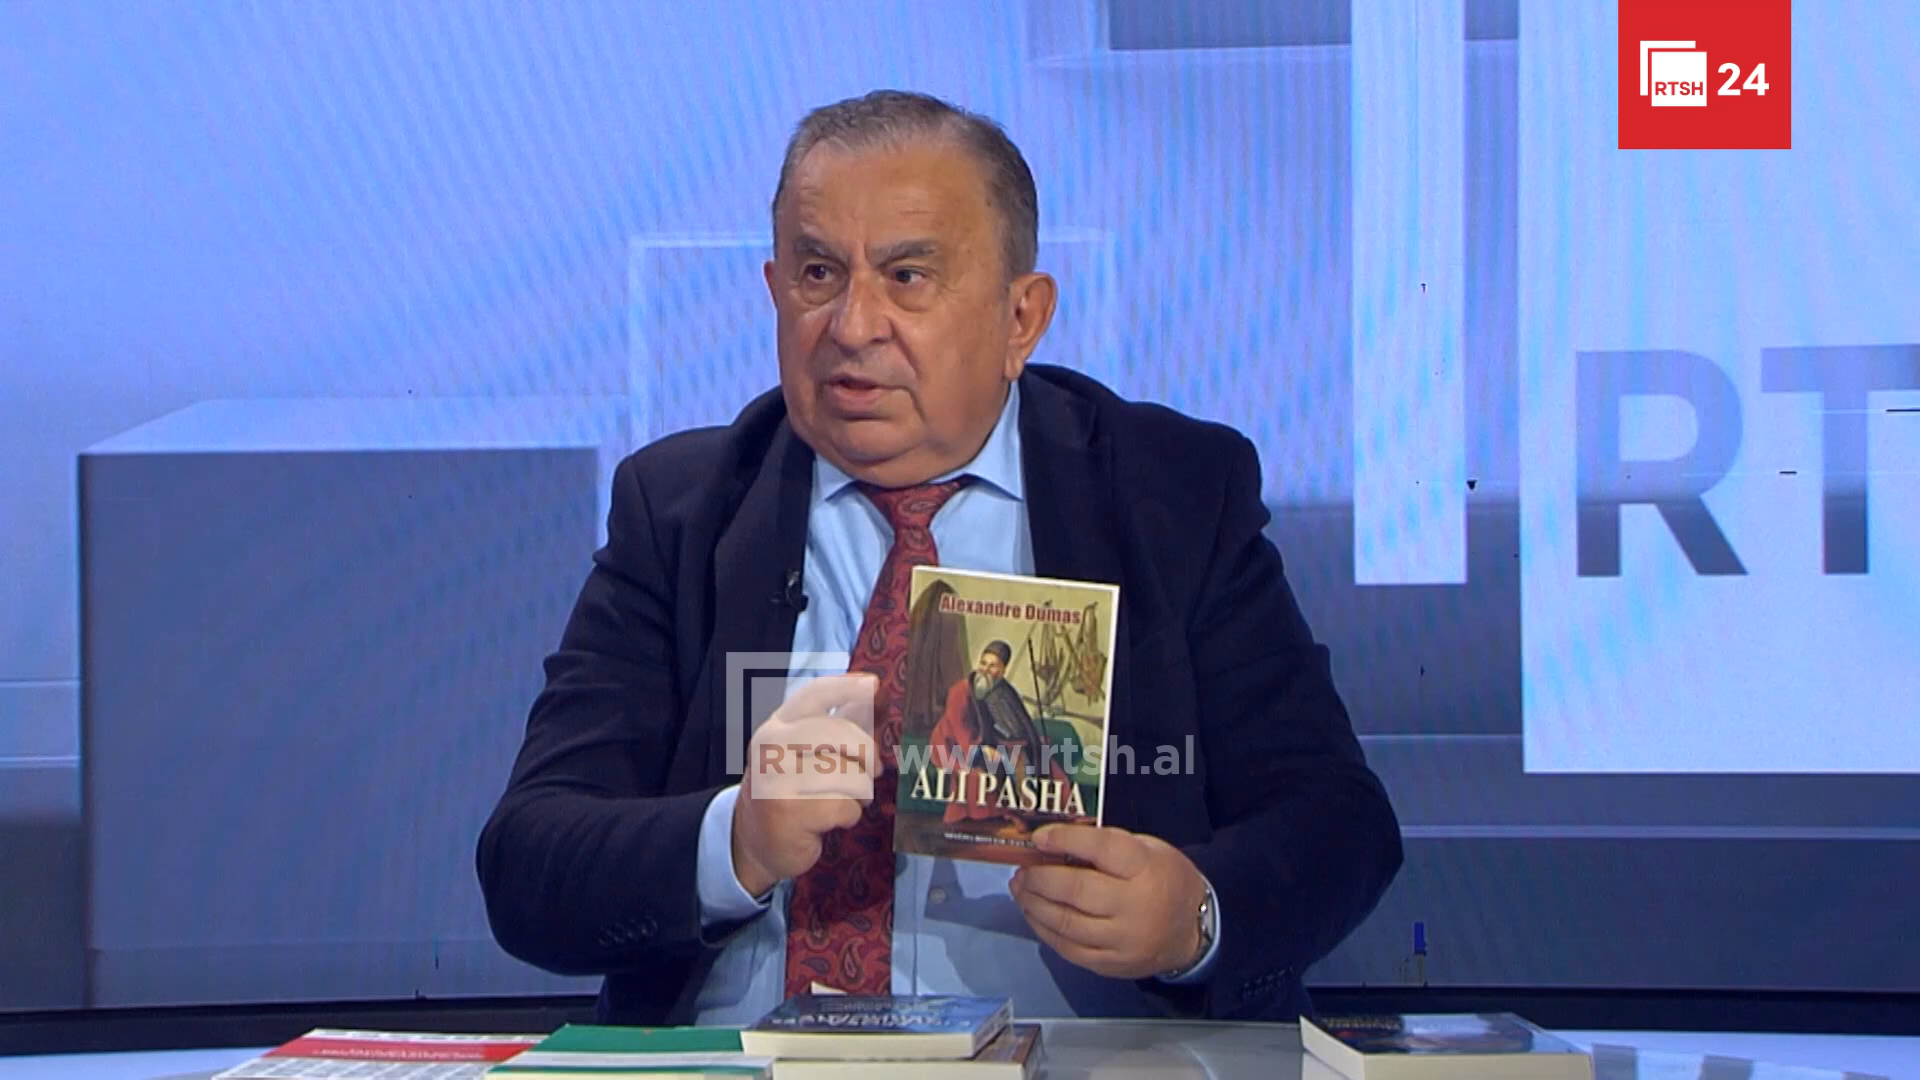 RTSH 24
RT
Alexandre Dumas
RTSH www.rtsh.al
ALI PASHA